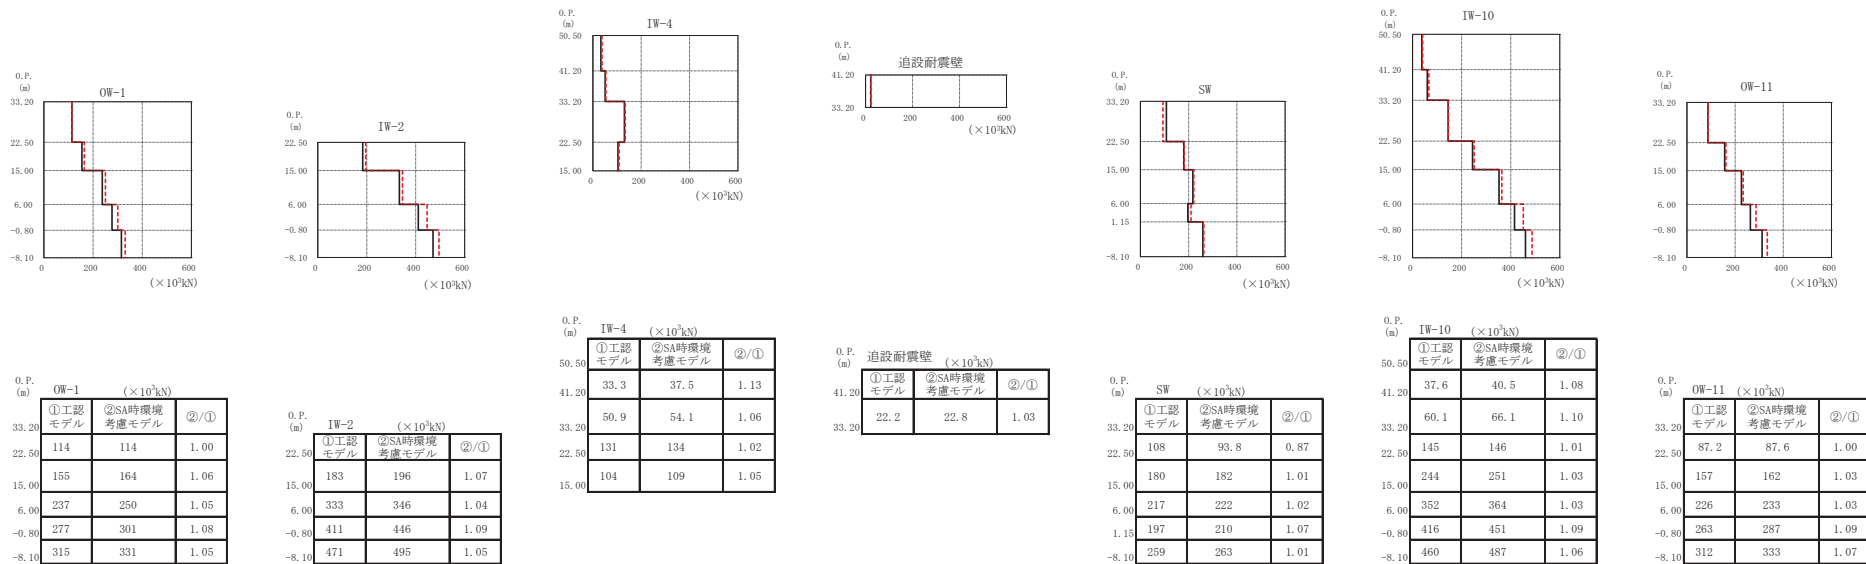 O.P.
(m)
OW-1
33.20
22.50
15.00
6.00
-0.80
-8.10
0 200 400 600
(×10³kN)
O.P.
(m)
IW-2
22.50
15.00
6.00
-0.80
-8.10
0 200 400 600
(×10³kN)
O.P.
(m)
IW-4
50.50
41.20
33.20
22.50
15.00
0 200 400 600
(×10³kN)
O.P.
(m)
追設耐震壁
41.20
33.20
0 200 400 600
(×10³kN)
O.P.
(m)
SW
33.20
22.50
15.00
6.00
1.15
-8.10
0 200 400 600
(×10³kN)
O.P.
(m)
IW-10
50.50
41.20
33.20
22.50
15.00
6.00
-0.80
-8.10
0 200 400 600
(×10³kN)
O.P.
(m)
OW-11
33.20
22.50
15.00
6.00
-0.80
-8.10
0 200 400 600
(×10³kN)
O.P.
(m)
OW-1 (×10³kN)
①工認 ②SA時環境 ②/①
モデル 考慮モデル
33.20
114 114 1.00
22.50
155 164 1.06
15.00
237 250 1.05
6.00
277 301 1.08
-0.80
315 331 1.05
-8.10
O.P.
(m)
IW-2 (×10³kN)
①工認 ②SA時環境 ②/①
モデル 考慮モデル
22.50
183 196 1.07
15.00
333 346 1.04
6.00
411 446 1.09
-0.80
471 495 1.05
-8.10
O.P.
(m)
IW-4 (×10³kN)
①工認 ②SA時環境 ②/①
モデル 考慮モデル
50.50
33.3 37.5 1.13
41.20
50.9 54.1 1.06
33.20
131 134 1.02
22.50
104 109 1.05
15.00
O.P.
(m)
追設耐震壁 (×10³kN)
①工認 ②SA時環境 ②/①
モデル 考慮モデル
41.20
22.2 22.8 1.03
33.20
O.P.
(m)
SW (×10³kN)
①工認 ②SA時環境 ②/①
モデル 考慮モデル
33.20
108 93.8 0.87
22.50
180 182 1.01
15.00
217 222 1.02
6.00
197 210 1.07
1.15
259 263 1.01
-8.10
O.P.
(m)
IW-10 (×10³kN)
①工認 ②SA時環境 ②/①
モデル 考慮モデル
50.50
37.6 40.5 1.08
41.20
60.1 66.1 1.10
33.20
145 146 1.01
22.50
244 251 1.03
15.00
352 364 1.03
6.00
416 451 1.09
-0.80
460 487 1.06
-8.10
O.P.
(m)
OW-11 (×10³kN)
①工認 ②SA時環境 ②/①
モデル 考慮モデル
33.20
87.2 87.6 1.00
22.50
157 162 1.03
15.00
226 233 1.03
6.00
263 287 1.09
-0.80
312 333 1.07
-8.10